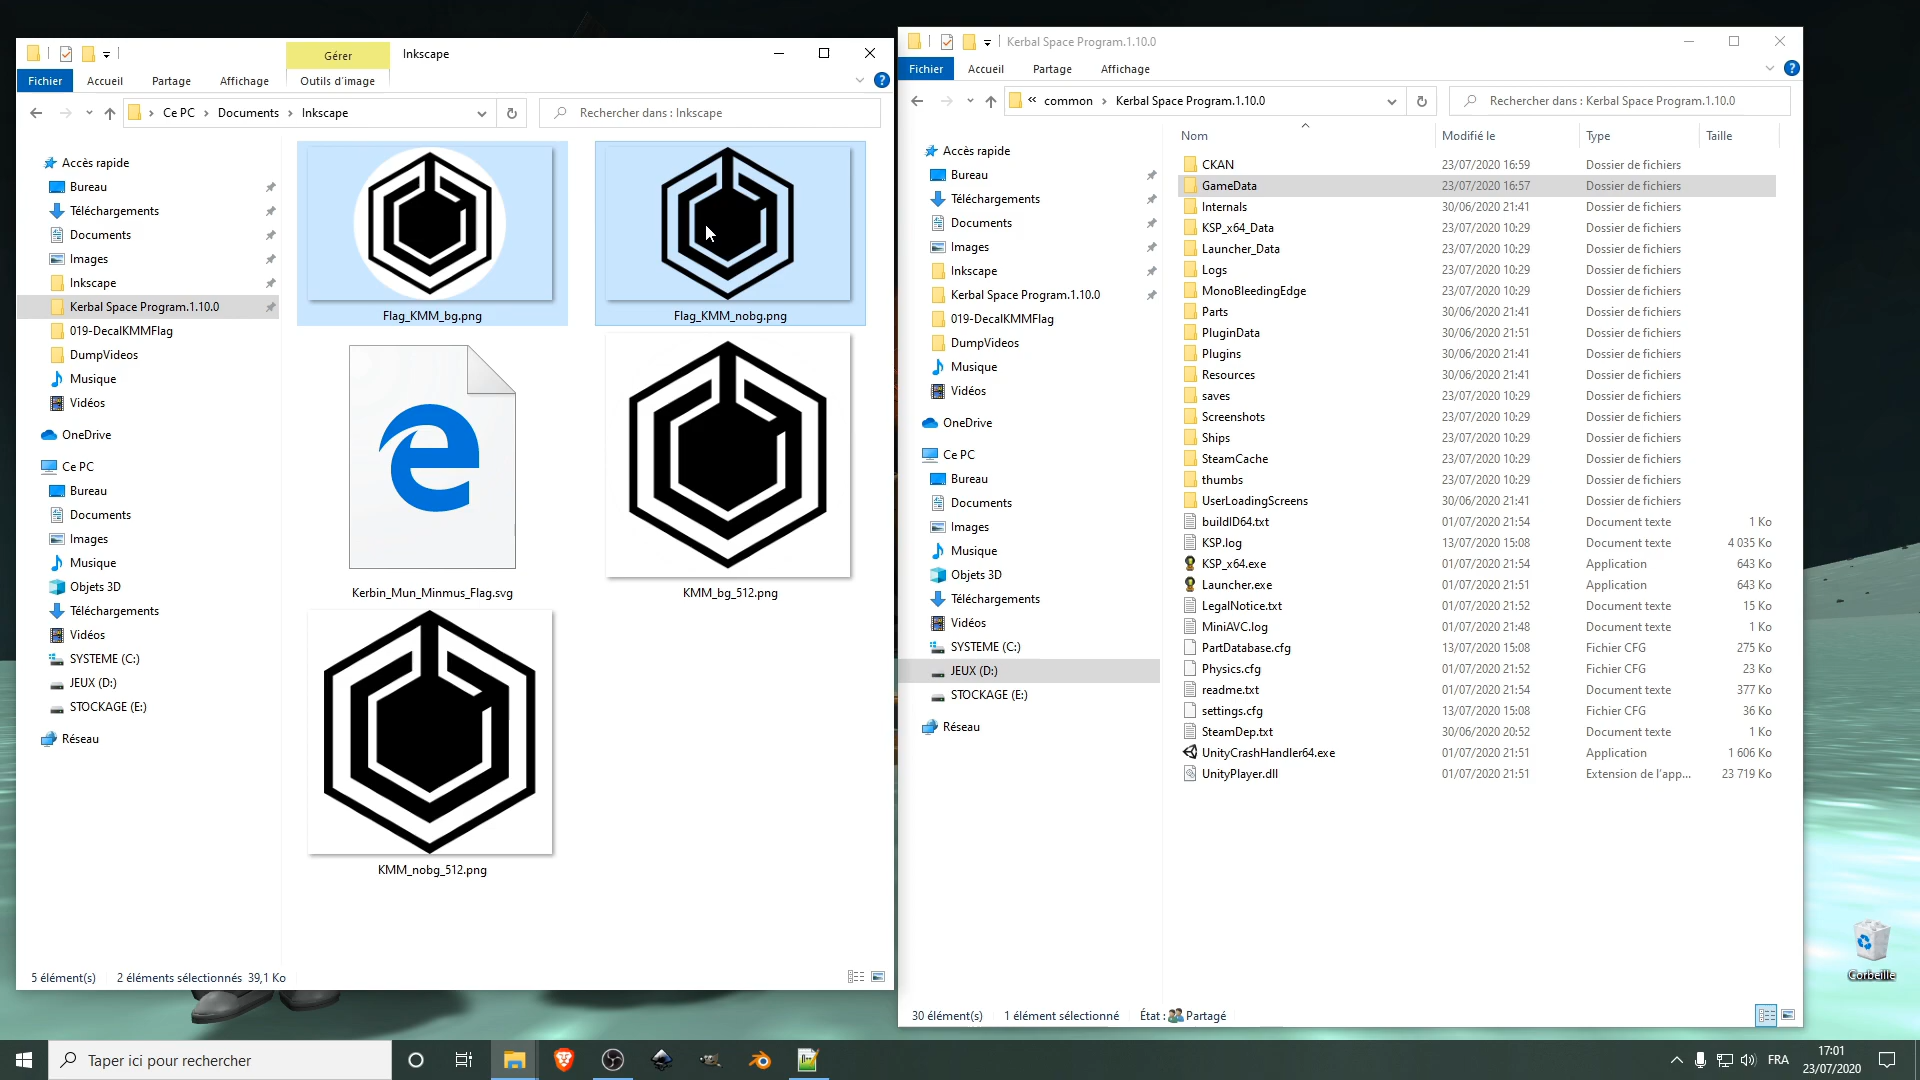 Gérer
Inkscape
Fichier
Accueil
Partage
Affichage
Outils d'image
Ce PC
Documents
Inkscape
Rechercher dans : Inkscape
Accès rapide
Bureau
Téléchargements
Documents
Images
Inkscape
Kerbal Space Program.1.10.0
019-DecalKMMFlag
DumpVideos
Musique
Vidéos
OneDrive
Ce PC
Bureau
Documents
Images
Musique
Objets 3D
Téléchargements
Vidéos
SYSTEME (C:)
JEUX (D:)
STOCKAGE (E:)
Réseau
Flag_KMM_bg.png
Flag_KMM_nobg.png
Kerbin_Mun_Minmus_Flag.svg
KMM_bg_512.png
KMM_nobg_512.png
5 élément(s)
2 éléments sélectionnés 39,1 Ko
Kerbal Space Program.1.10.0
Fichier
Accueil
Partage
Affichage
« common
Kerbal Space Program.1.10.0
Rechercher dans : Kerbal Space Program.1.10.0
Accès rapide
Bureau
Téléchargements
Documents
Images
Inkscape
Kerbal Space Program.1.10.0
019-DecalKMMFlag
DumpVideos
Musique
Vidéos
OneDrive
Ce PC
Bureau
Documents
Images
Musique
Objets 3D
Téléchargements
Vidéos
SYSTEME (C:)
JEUX (D:)
STOCKAGE (E:)
Réseau
Nom Modifié le Type Taille
CKAN 23/07/2020 16:59 Dossier de fichiers
GameData 23/07/2020 16:57 Dossier de fichiers
Internals 30/06/2020 21:41 Dossier de fichiers
KSP_x64_Data 23/07/2020 10:29 Dossier de fichiers
Launcher_Data 23/07/2020 10:29 Dossier de fichiers
Logs 23/07/2020 10:29 Dossier de fichiers
MonoBleedingEdge 23/07/2020 10:29 Dossier de fichiers
Parts 30/06/2020 21:41 Dossier de fichiers
PluginData 30/06/2020 21:51 Dossier de fichiers
Plugins 30/06/2020 21:41 Dossier de fichiers
Resources 30/06/2020 21:41 Dossier de fichiers
saves 23/07/2020 10:29 Dossier de fichiers
Screenshots 23/07/2020 10:29 Dossier de fichiers
Ships 23/07/2020 10:29 Dossier de fichiers
SteamCache 23/07/2020 10:29 Dossier de fichiers
thumbs 23/07/2020 10:29 Dossier de fichiers
UserLoadingScreens 30/06/2020 21:41 Dossier de fichiers
buildID64.txt 01/07/2020 21:54 Document texte 1 Ko
KSP.log 13/07/2020 15:08 Document texte 4 035 Ko
KSP_x64.exe 01/07/2020 21:54 Application 643 Ko
Launcher.exe 01/07/2020 21:51 Application 643 Ko
LegalNotice.txt 01/07/2020 21:52 Document texte 15 Ko
MiniAVC.log 01/07/2020 21:48 Document texte 1 Ko
PartDatabase.cfg 13/07/2020 15:08 Fichier CFG 275 Ko
Physics.cfg 01/07/2020 21:52 Fichier CFG 23 Ko
readme.txt 01/07/2020 21:54 Document texte 377 Ko
settings.cfg 13/07/2020 15:08 Fichier CFG 36 Ko
SteamDep.txt 30/06/2020 20:52 Document texte 1 Ko
UnityCrashHandler64.exe 01/07/2020 21:51 Application 1 606 Ko
UnityPlayer.dll 01/07/2020 21:51 Extension de l'app... 23 719 Ko
30 élément(s)
1 élément sélectionné
État : Partagé
Corbeille
Taper ici pour rechercher
FRA
17:01
23/07/2020